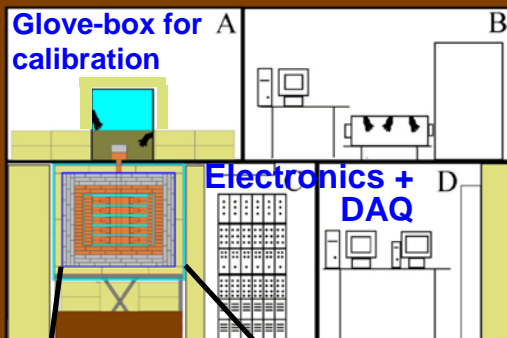 Glove-box for
calibration
A
B
Electronics +
DAQ
C
D